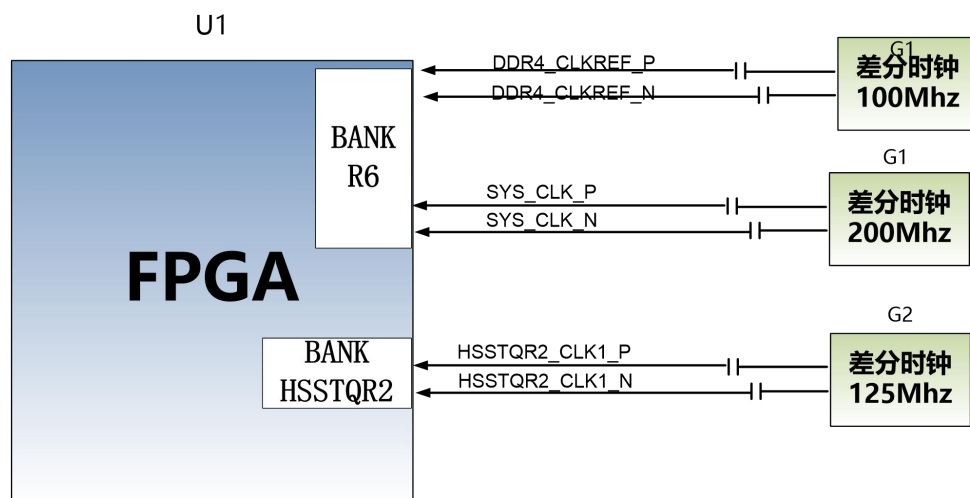 U1
G1
DDR4_CLKREF_P
差分时钟
100Mhz
DDR4_CLKREF_N
BANK
R6
G1
SYS_CLK_P
差分时钟
200Mhz
SYS_CLK_N
FPGA
G2
BANK
HSSTQR2
HSSTQR2_CLK1_P
差分时钟
125Mhz
HSSTQR2_CLK1_N